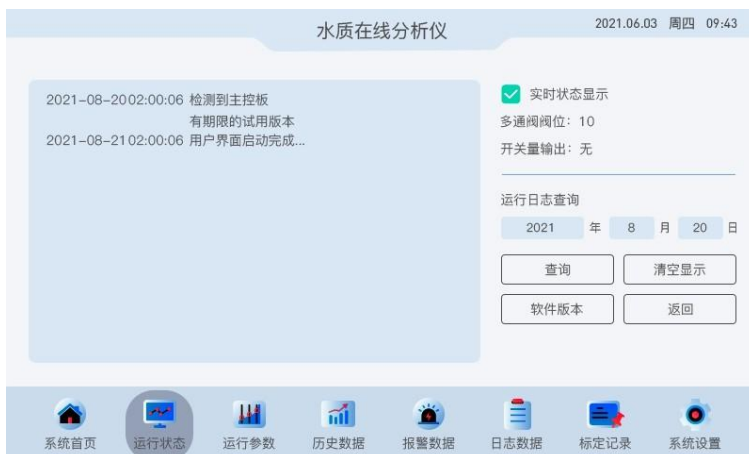 水质在线分析仪
2021.06.03 周四 09:43
2021-08-20 02:00:06 检测到主控板
有期限的试用版本
2021-08-21 02:00:06 用户界面启动完成...
实时状态显示
多通阀阀位：10
开关量输出：无
运行日志查询
2021 年 8 月 20 日
查询 清空显示
软件版本 返回
系统首页 运行状态 运行参数 历史数据 报警数据 日志数据 标定记录 系统设置